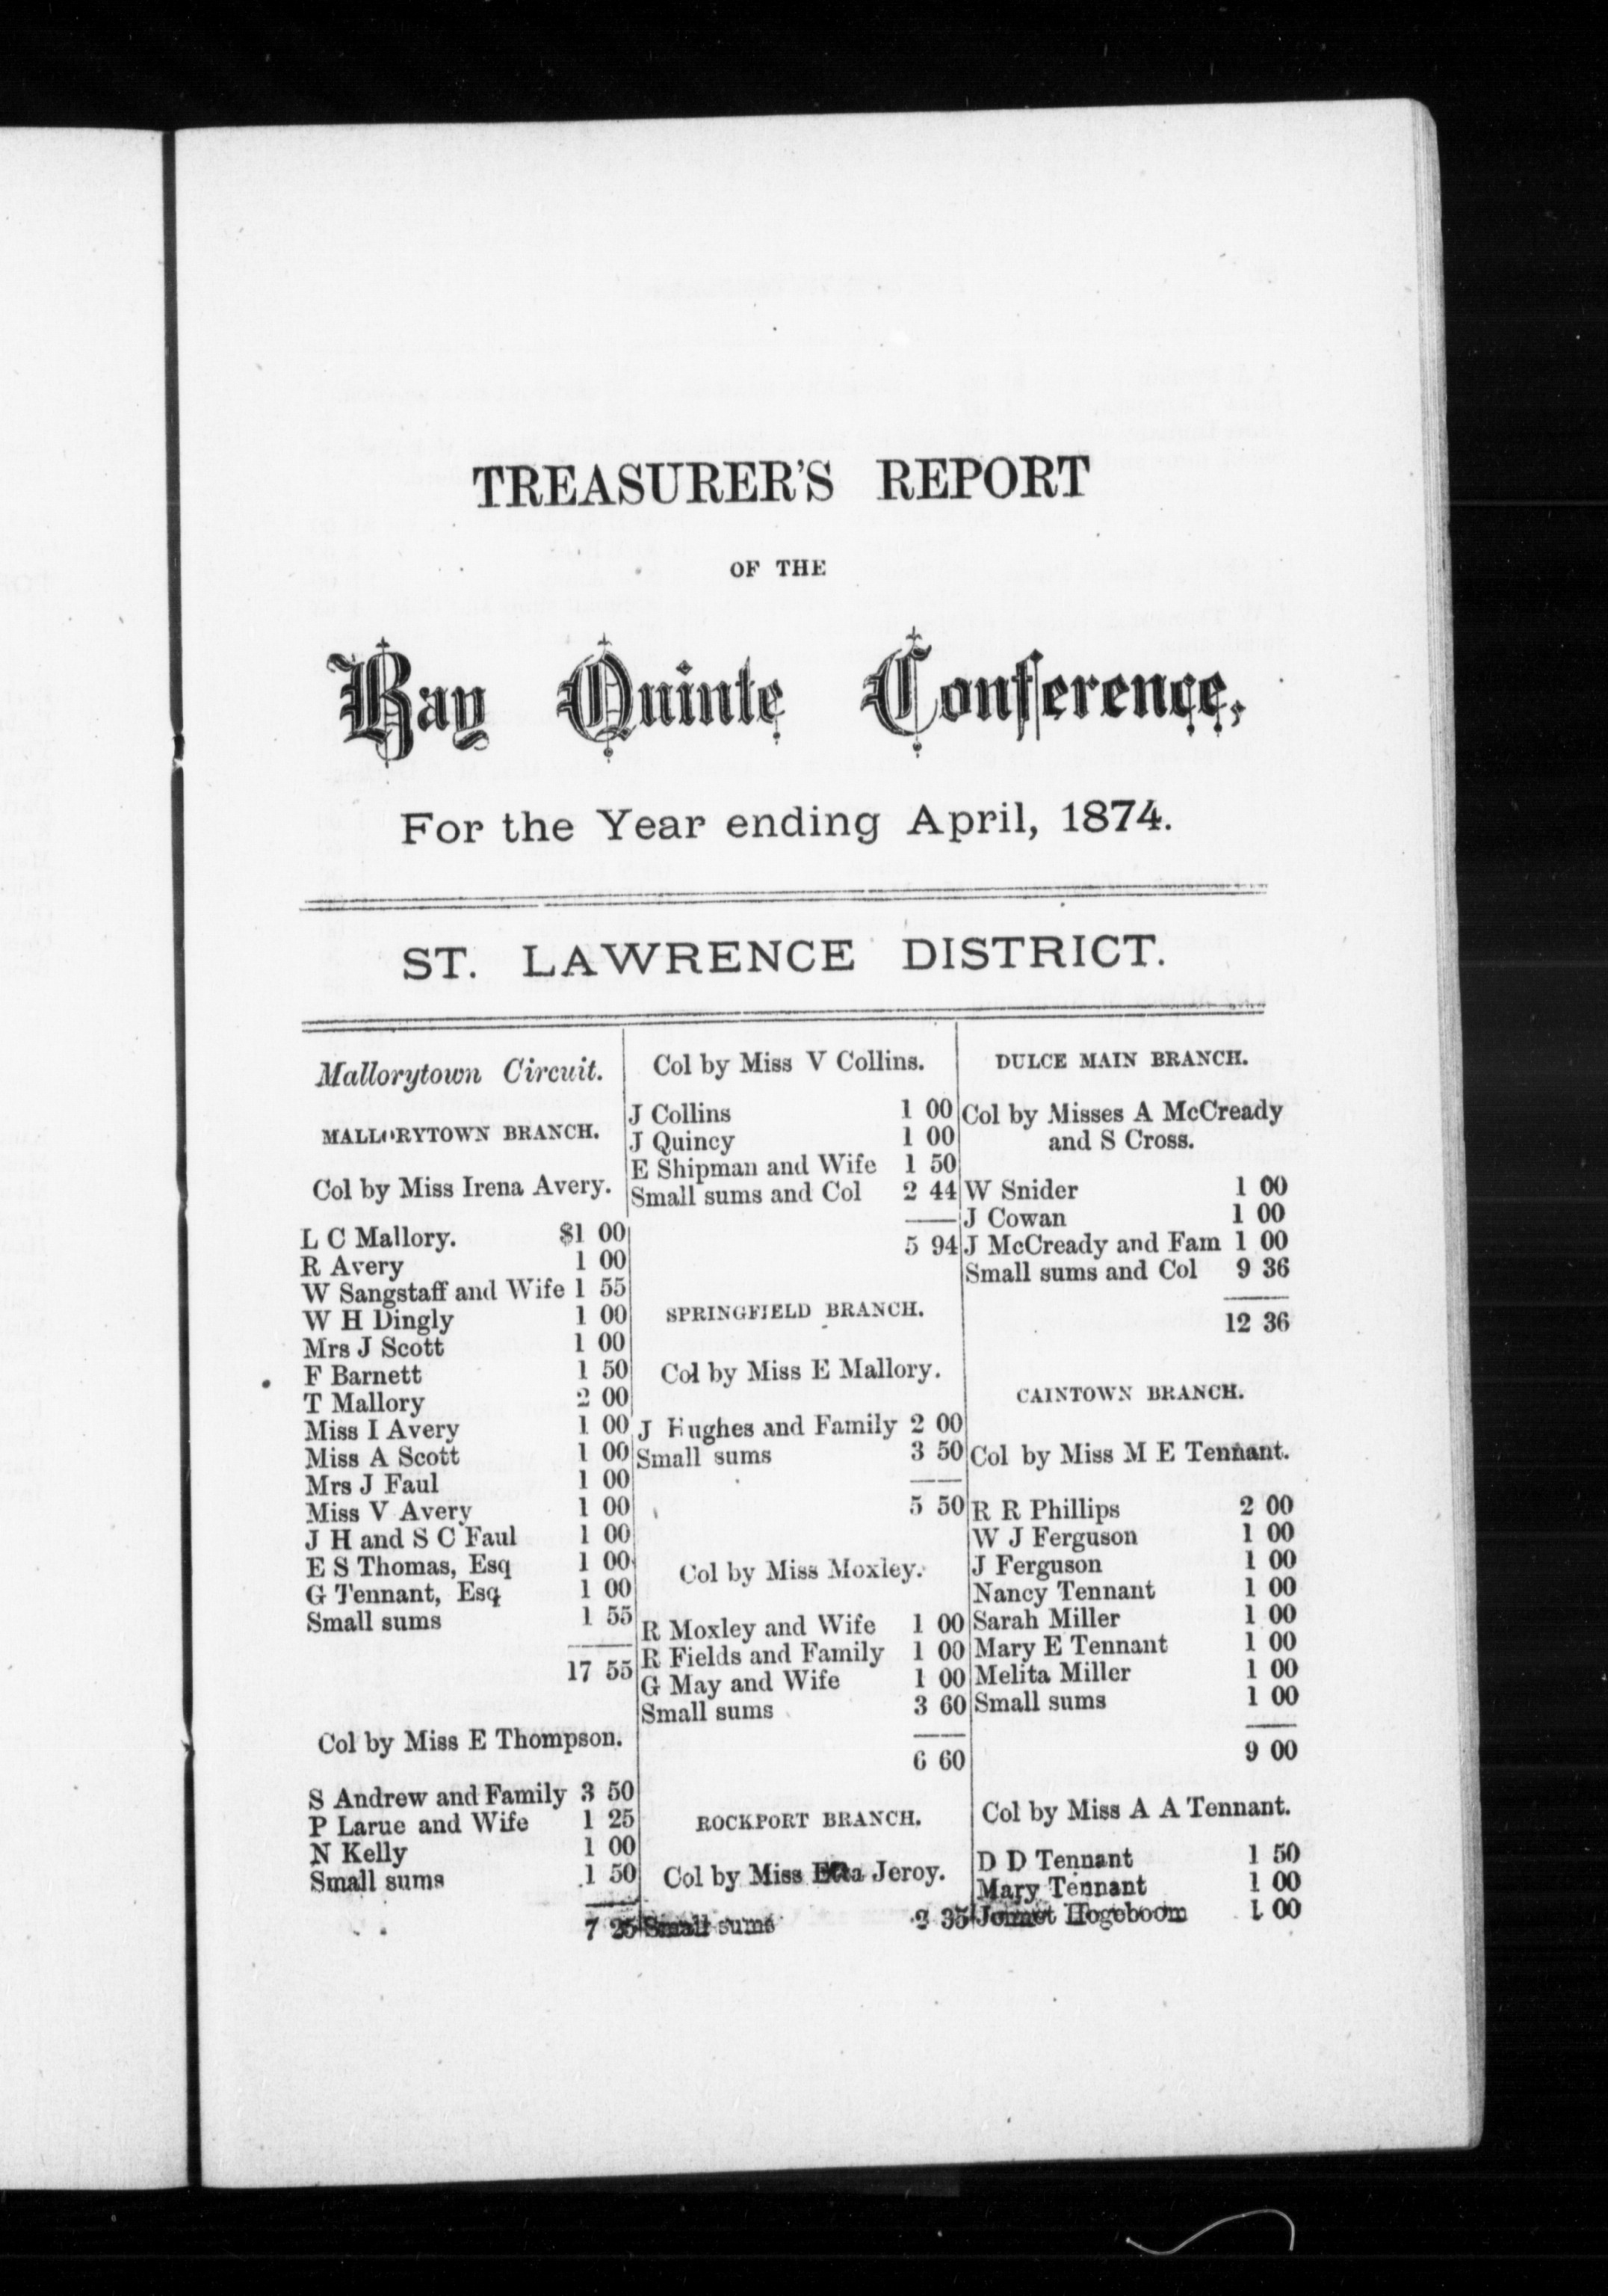 TREASURER'S REPORT
OF THE
Bay Quinte Conference,
For the Year ending April, 1874.
ST. LAWRENCE DISTRICT.
Mallorytown Circuit.
MALLORYTOWN BRANCH.
Col by Miss Irena Avery.
L C Mallory. $1 00
R Avery 1 00
W Sangstaff and Wife 1 55
W H Dingly 1 00
Mrs J Scott 1 00
F Barnett 1 50
T Mallory 2 00
Miss I Avery 1 00
Miss A Scott 1 00
Mrs J Faul 1 00
Miss V Avery 1 00
J H and S C Faul 1 00
E S Thomas, Esq 1 00
G Tennant, Esq 1 00
Small sums 1 55
17 55
Col by Miss E Thompson.
S Andrew and Family 3 50
P Larue and Wife 1 25
N Kelly 1 00
Small sums 1 50
7 25
Col by Miss V Collins.
J Collins 1 00
J Quincy 1 00
E Shipman and Wife 1 50
Small sums and Col 2 44
5 94
SPRINGFIELD BRANCH.
Col by Miss E Mallory.
J Hughes and Family 2 00
Small sums 3 50
5 50
Col by Miss Moxley.
R Moxley and Wife 1 00
R Fields and Family 1 00
G May and Wife 1 00
Small sums 3 60
6 60
ROCKPORT BRANCH.
Col by Miss Etta Jeroy.
Small sums 2 35
DULCE MAIN BRANCH.
Col by Misses A McCready
and S Cross.
W Snider 1 00
J Cowan 1 00
J McCready and Fam 1 00
Small sums and Col 9 36
12 36
CAINTOWN BRANCH.
Col by Miss M E Tennant.
R R Phillips 2 00
W J Ferguson 1 00
J Ferguson 1 00
Nancy Tennant 1 00
Sarah Miller 1 00
Mary E Tennant 1 00
Melita Miller 1 00
Small sums 1 00
9 00
Col by Miss A A Tennant.
D D Tennant 1 50
Mary Tennant 1 00
Hogeboom 1 00